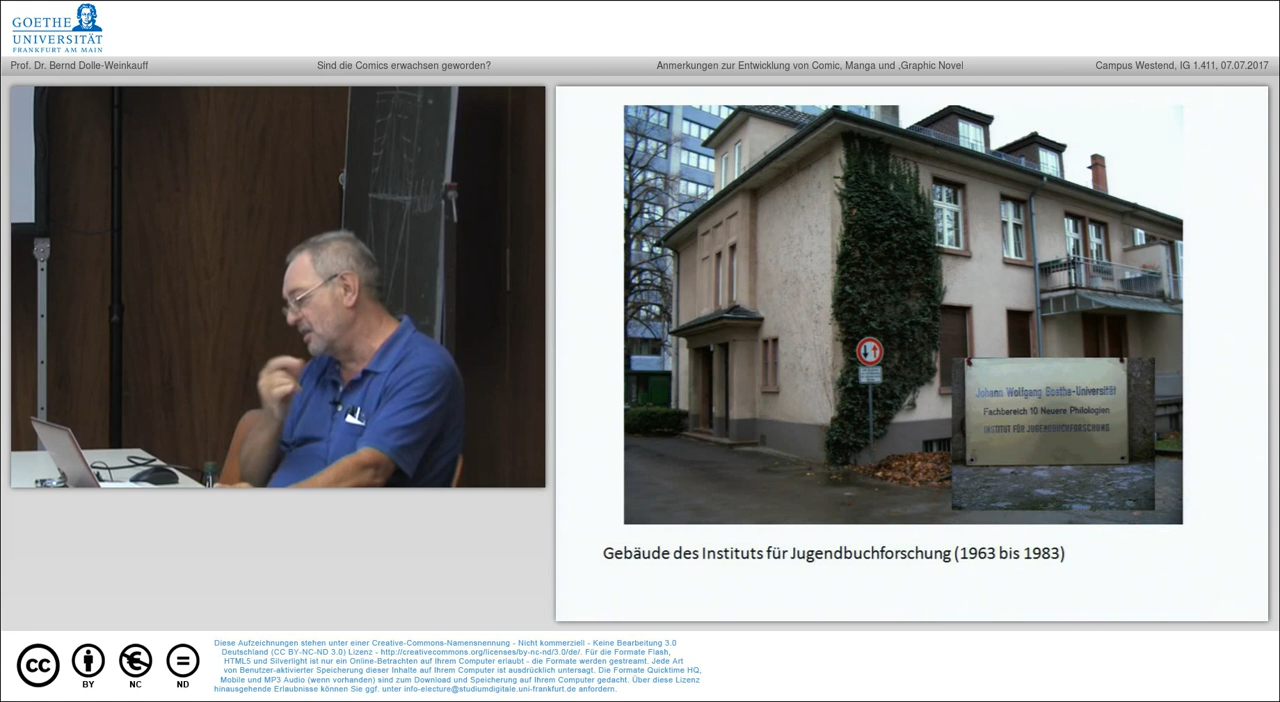 GOETHE
UNIVERSITÄT
FRANKFURT AM MAIN
Prof. Dr. Bernd Dolle-Weinkauff
Sind die Comics erwachsen geworden?
Anmerkungen zur Entwicklung von Comic, Manga und ‚Graphic Novel
Campus Westend, IG 1.411, 07.07.2017
Johann Wolfgang Goethe-Universität
Fachbereich 10 Neuere Philologien
INSTITUT FÜR JUGENDBUCHFORSCHUNG
Gebäude des Instituts für Jugendbuchforschung (1963 bis 1983)
cc
BY
NC
ND
Diese Aufzeichnungen stehen unter einer Creative-Commons-Namensnennung - Nicht kommerziell - Keine Bearbeitung 3.0
Deutschland (CC BY-NC-ND 3.0) Lizenz - http://creativecommons.org/licenses/by-nc-nd/3.0/de/. Für die Formate Flash,
HTML5 und Silverlight ist nur ein Online-Betrachten auf Ihrem Computer erlaubt - die Formate werden gestreamt. Jede Art
von Benutzer-aktivierter Speicherung dieser Inhalte auf Ihrem Computer ist ausdrücklich untersagt. Die Formate Quicktime HQ,
Mobile und MP3 Audio (wenn vorhanden) sind zum Download und Speicherung auf Ihrem Computer gedacht. Über diese Lizenz
hinausgehende Erlaubnisse können Sie ggf. unter info-electure@studiumdigitale.uni-frankfurt.de anfordern.